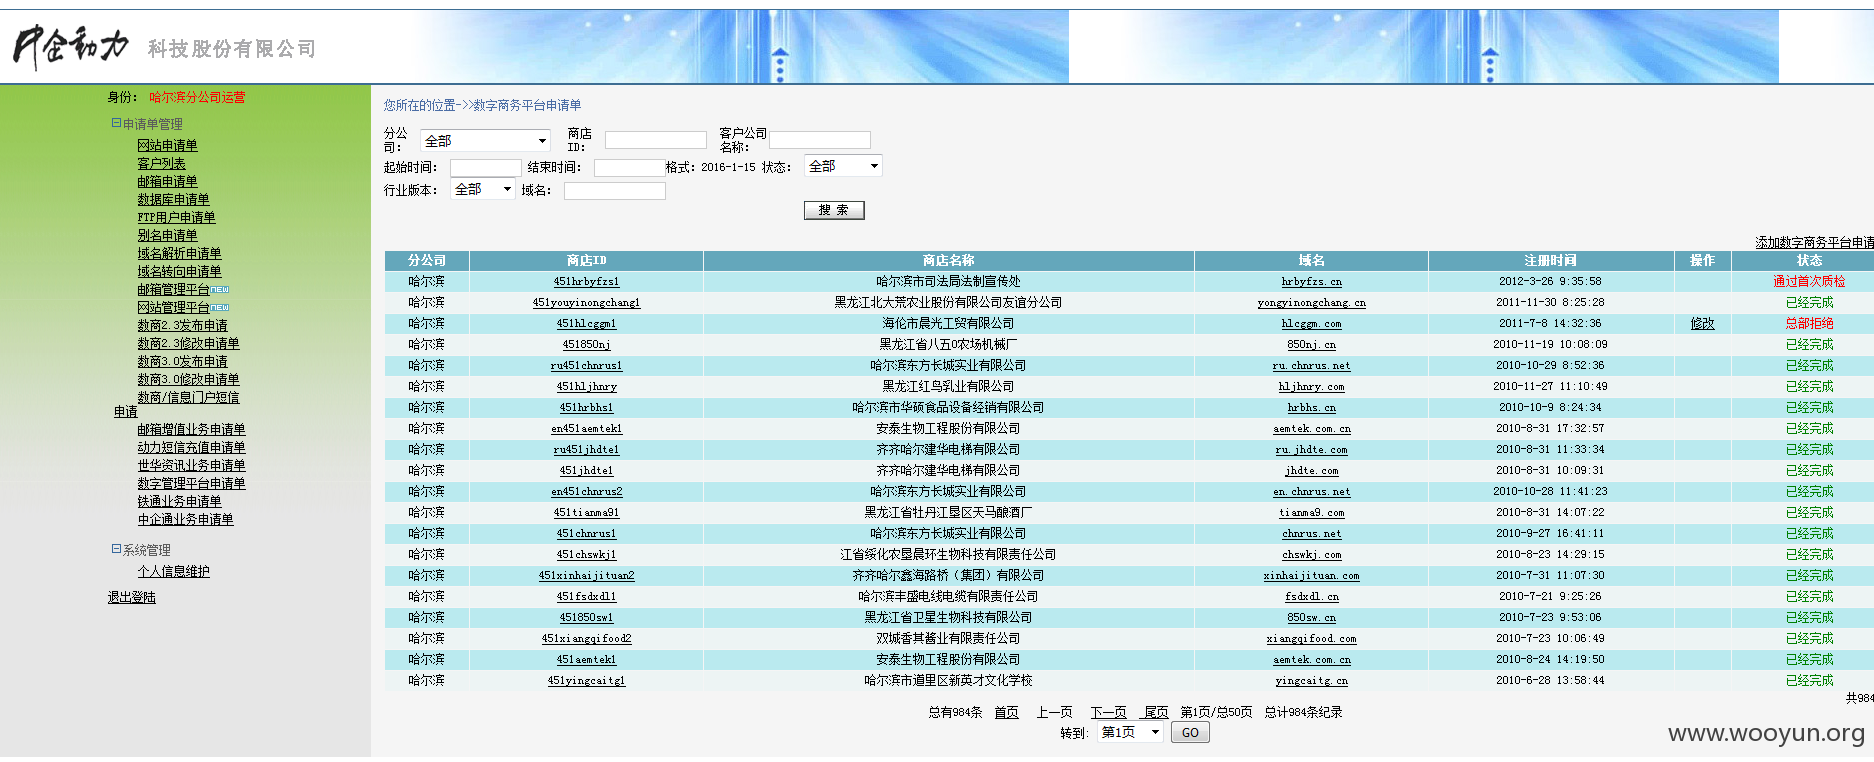 中企动力 科技股份有限公司
身份： 哈尔滨分公司运营
申请单管理
网站申请单
客户列表
邮箱申请单
数据库申请单
FTP用户申请单
别名申请单
域名解析申请单
域名转向申请单
邮箱管理平台NEW
网站管理平台NEW
数商2.3发布申请
数商2.3修改申请单
数商3.0发布申请
数商3.0修改申请单
数商/信息门户短信
申请
邮箱增值业务申请单
动力短信充值申请单
世华资讯业务申请单
数字管理平台申请单
铁通业务申请单
中企通业务申请单
系统管理
个人信息维护
退出登陆
您所在的位置->>数字商务平台申请单
分公司： 全部 商店ID： 客户公司名称：
起始时间： 结束时间： 格式：2016-1-15 状态： 全部
行业版本： 全部 域名：
搜 索
添加数字商务平台申请
分公司 商店ID 商店名称 域名 注册时间 操作 状态
哈尔滨 451hrbyfzs1 哈尔滨市司法局法制宣传处 hrbyfzs.cn 2012-3-26 9:35:58 通过首次质检
哈尔滨 451youyinongchang1 黑龙江北大荒农业股份有限公司友谊分公司 yongyinongchang.cn 2011-11-30 8:25:28 已经完成
哈尔滨 451hlcggm1 海伦市晨光工贸有限公司 hlcggm.com 2011-7-8 14:32:36 修改 总部拒绝
哈尔滨 451850nj 黑龙江省八五0农场机械厂 850nj.cn 2010-11-19 10:08:09 已经完成
哈尔滨 ru451chnrus1 哈尔滨东方长城实业有限公司 ru.chnrus.net 2010-10-29 8:52:36 已经完成
哈尔滨 451hljhnry 黑龙江红鸟乳业有限公司 hljhnry.com 2010-11-27 11:10:49 已经完成
哈尔滨 451hrbhs1 哈尔滨市华硕食品设备经销有限公司 hrbhs.cn 2010-10-9 8:24:34 已经完成
哈尔滨 en451aemtek1 安泰生物工程股份有限公司 aemtek.com.cn 2010-8-31 17:32:57 已经完成
哈尔滨 ru451jhdte1 齐齐哈尔建华电梯有限公司 ru.jhdte.com 2010-8-31 11:33:34 已经完成
哈尔滨 451jhdte1 齐齐哈尔建华电梯有限公司 jhdte.com 2010-8-31 10:09:31 已经完成
哈尔滨 en451chnrus2 哈尔滨东方长城实业有限公司 en.chnrus.net 2010-10-28 11:41:23 已经完成
哈尔滨 451tianma91 黑龙江省牡丹江垦区天马酿酒厂 tianma9.com 2010-8-31 14:07:22 已经完成
哈尔滨 451chnrus1 哈尔滨东方长城实业有限公司 chnrus.net 2010-9-27 16:41:11 已经完成
哈尔滨 451chswkj1 江省绥化农垦晨环生物科技有限责任公司 chswkj.com 2010-8-23 14:29:15 已经完成
哈尔滨 451xinhaijituan2 齐齐哈尔鑫海路桥（集团）有限公司 xinhaijituan.com 2010-7-31 11:07:30 已经完成
哈尔滨 451fsdxdl1 哈尔滨丰盛电线电缆有限责任公司 fsdxdl.cn 2010-7-21 9:25:26 已经完成
哈尔滨 451850sw1 黑龙江省卫星生物科技有限公司 850sw.cn 2010-7-23 9:53:06 已经完成
哈尔滨 451xiangqifood2 双城香其酱业有限责任公司 xiangqifood.com 2010-7-23 10:06:49 已经完成
哈尔滨 451aemtek1 安泰生物工程股份有限公司 aemtek.com.cn 2010-8-24 14:19:50 已经完成
哈尔滨 451yingcaitg1 哈尔滨市道里区新英才文化学校 yingcaitg.cn 2010-6-28 13:58:44 已经完成
共984
总有984条 首页 上一页 下一页 尾页 第1页/总50页 总计984条纪录
转到： 第1页 GO
www.wooyun.org